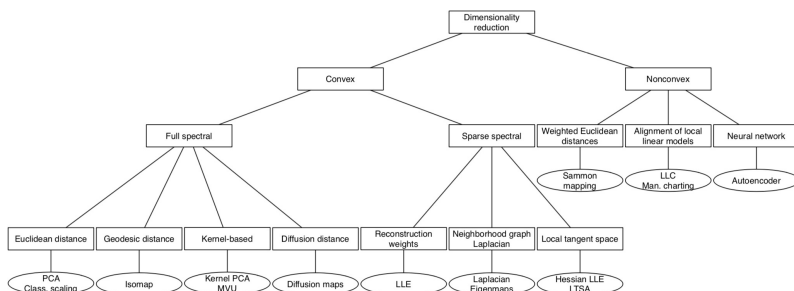 Dimensionality
reduction
Convex
Nonconvex
Full spectral
Sparse spectral
Weighted Euclidean
distances
Alignment of local
linear models
Neural network
Sammon
mapping
LLC
Man. charting
Autoencoder
Euclidean distance
Geodesic distance
Kernel-based
Diffusion distance
Reconstruction
weights
Neighborhood graph
Laplacian
Local tangent space
PCA
Class. scaling
Isomap
Kernel PCA
MVU
Diffusion maps
LLE
Laplacian
Eigenmaps
Hessian LLE
LTSA